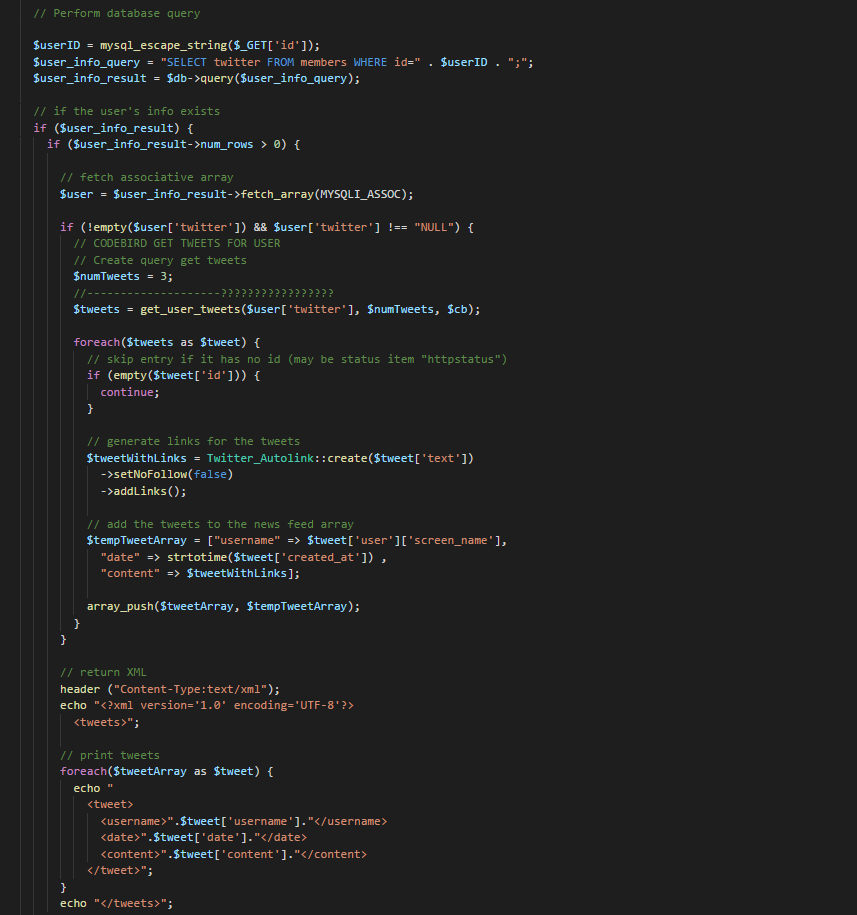 // Perform database query
$userID = mysql_escape_string($_GET['id']);
$user_info_query = "SELECT twitter FROM members WHERE id=" . $userID . ";";
$user_info_result = $db->query($user_info_query);
// if the user's info exists
if ($user_info_result) {
if ($user_info_result->num_rows > 0) {
// fetch associative array
$user = $user_info_result->fetch_array(MYSQLI_ASSOC);
if (!empty($user['twitter']) && $user['twitter'] !== "NULL") {
// CODEBIRD GET TWEETS FOR USER
// Create query get tweets
$numTweets = 3;
//--------------------?????????????????
$tweets = get_user_tweets($user['twitter'], $numTweets, $cb);
foreach($tweets as $tweet) {
// skip entry if it has no id (may be status item "httpstatus")
if (empty($tweet['id'])) {
continue;
}
// generate links for the tweets
$tweetWithLinks = Twitter_Autolink::create($tweet['text'])
->setNoFollow(false)
->addLinks();
// add the tweets to the news feed array
$tempTweetArray = ["username" => $tweet['user']['screen_name'],
"date" => strtotime($tweet['created_at']) ,
"content" => $tweetWithLinks];
array_push($tweetArray, $tempTweetArray);
}
}
// return XML
header ("Content-Type:text/xml");
echo "<?xml version='1.0' encoding='UTF-8'?>
<tweets>";
// print tweets
foreach($tweetArray as $tweet) {
echo "
<tweet>
<username>".$tweet['username']."</username>
<date>".$tweet['date']."</date>
<content>".$tweet['content']."</content>
</tweet>";
}
echo "</tweets>";